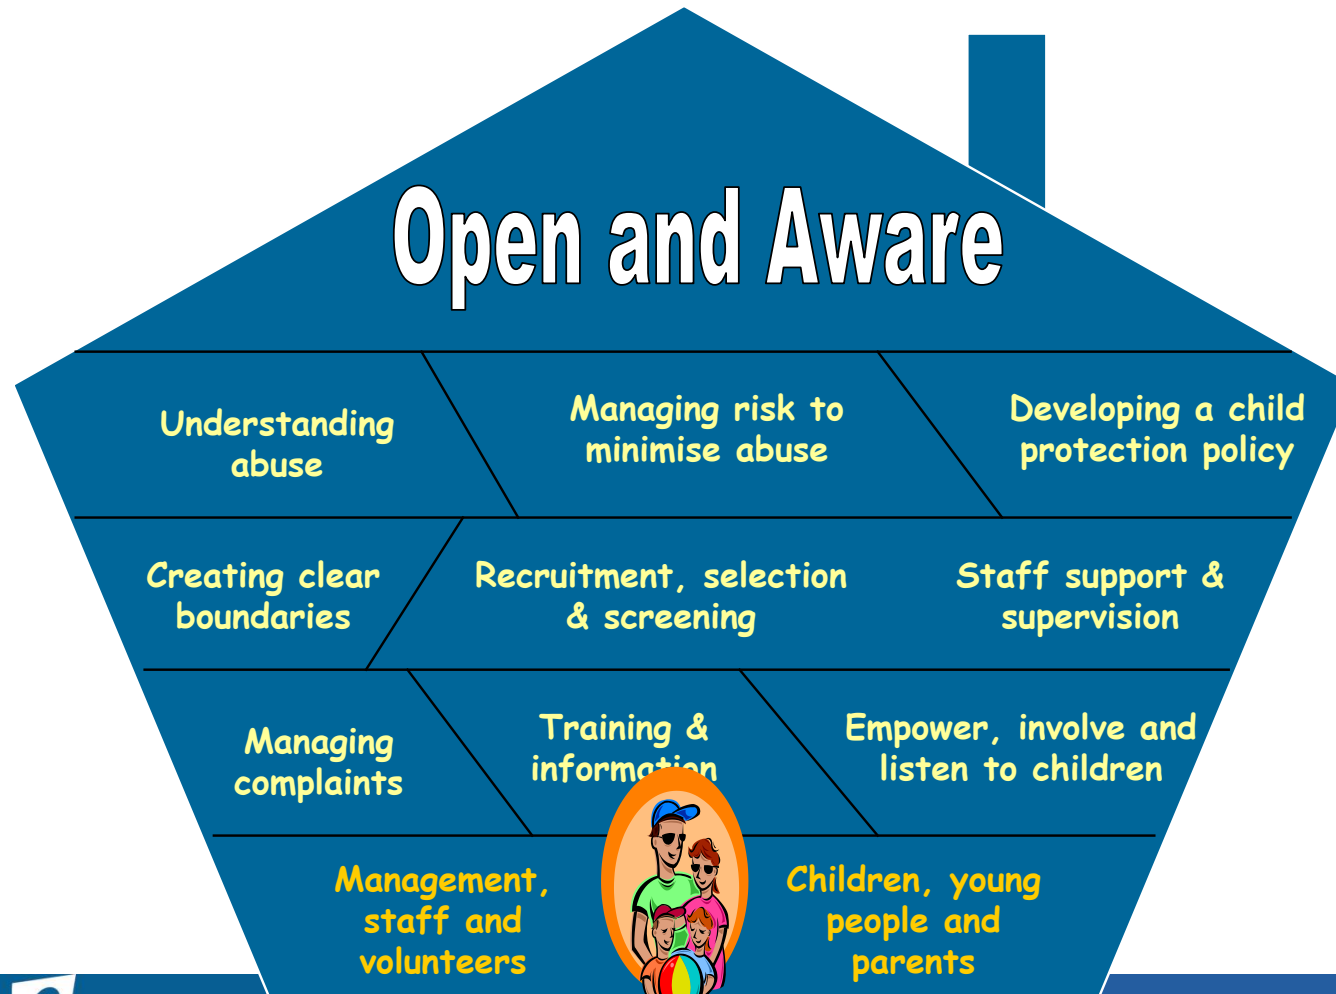 Open and Aware
Understanding
abuse
Managing risk to
minimise abuse
Developing a child
protection policy
Creating clear
boundaries
Recruitment, selection
& screening
Staff support &
supervision
Managing
complaints
Training &
information
Empower, involve and
listen to children
Management,
staff and
volunteers
Children, young
people and
parents